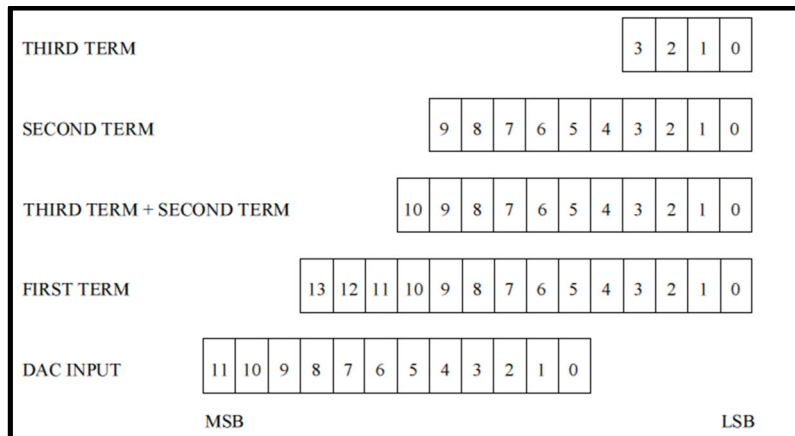 THIRD TERM 3 2 1 0
SECOND TERM 9 8 7 6 5 4 3 2 1 0
THIRD TERM + SECOND TERM 10 9 8 7 6 5 4 3 2 1 0
FIRST TERM 13 12 11 10 9 8 7 6 5 4 3 2 1 0
DAC INPUT 11 10 9 8 7 6 5 4 3 2 1 0
MSB LSB